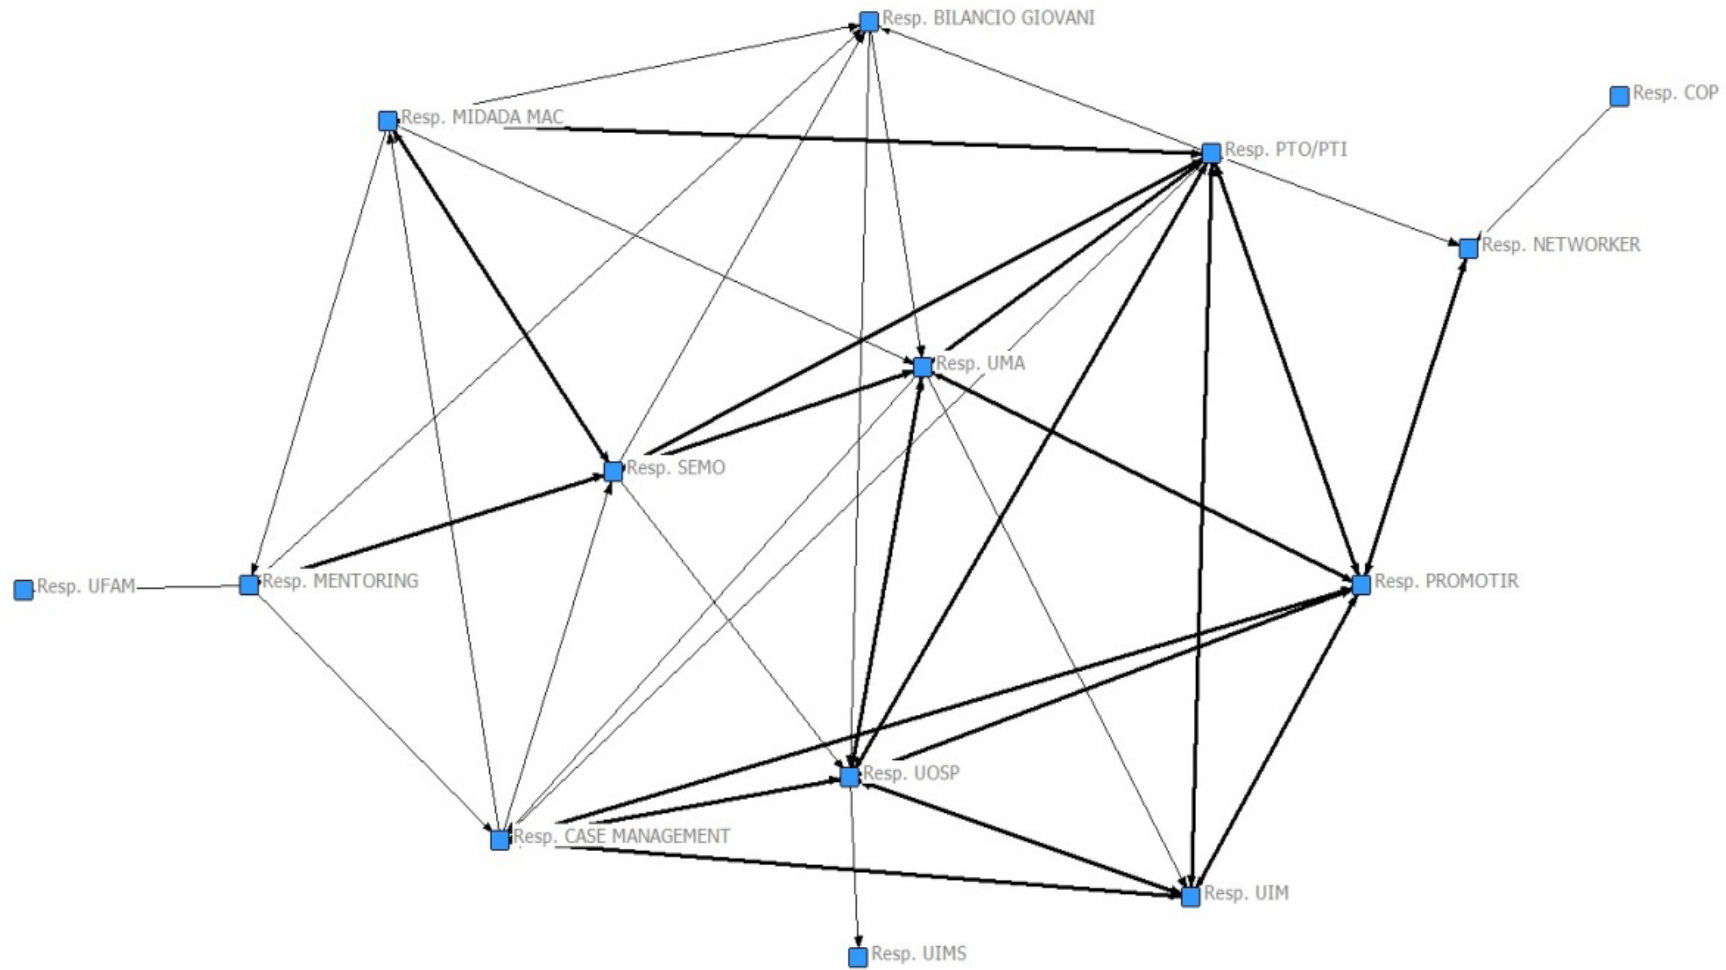 Resp. BILANCIO GIOVANI
Resp. COP
Resp. MIDADA MAC
Resp. PTO/PTI
Resp. NETWORKER
Resp. UMA
Resp. SEMO
Resp. UFAM
Resp. MENTORING
Resp. PROMOTIR
Resp. UOSP
Resp. CASE MANAGEMENT
Resp. UIM
Resp. UIMS